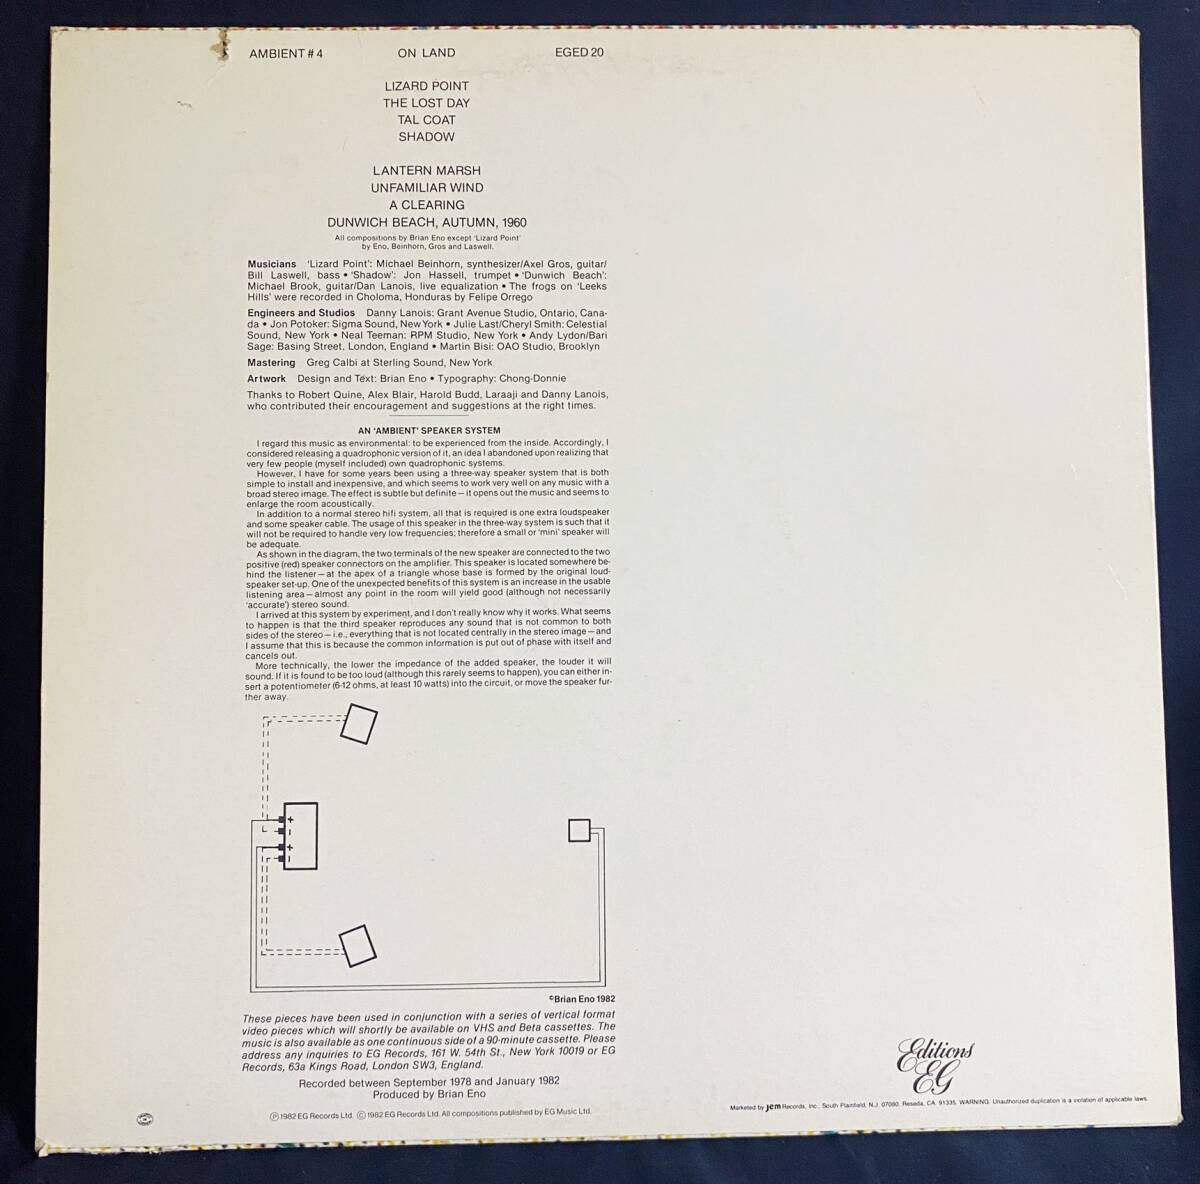 AMBIENT # 4 ON LAND EGED 20
LIZARD POINT
THE LOST DAY
TAL COAT
SHADOW
LANTERN MARSH
UNFAMILIAR WIND
A CLEARING
DUNWICH BEACH, AUTUMN, 1960
All compositions by Brian Eno except 'Lizard Point'
by Eno, Beinhorn, Gros and Laswell.
Musicians 'Lizard Point': Michael Beinhorn, synthesizer/Axel Gros, guitar/
Bill Laswell, bass • 'Shadow': Jon Hassell, trumpet • 'Dunwich Beach':
Michael Brook, guitar/Dan Lanois, live equalization • The frogs on 'Leeks
Hills' were recorded in Choloma, Honduras by Felipe Orrego
Engineers and Studios Danny Lanois: Grant Avenue Studio, Ontario, Cana-
da • Jon Potoker: Sigma Sound, New York • Julie Last/Cheryl Smith: Celestial
Sound, New York • Neal Teeman: RPM Studio, New York • Andy Lydon/Bari
Sage: Basing Street, London, England • Martin Bisi: OAO Studio, Brooklyn
Mastering Greg Calbi at Sterling Sound, New York
Artwork Design and Text: Brian Eno • Typography: Chong-Donnie
Thanks to Robert Quine, Alex Blair, Harold Budd, Laraaji and Danny Lanois,
who contributed their encouragement and suggestions at the right times.
AN 'AMBIENT' SPEAKER SYSTEM
I regard this music as environmental: to be experienced from the inside. Accordingly, I
considered releasing a quadrophonic version of it, an idea I abandoned upon realizing that
very few people (myself included) own quadrophonic systems.
However, I have for some years been using a three-way speaker system that is both
simple to install and inexpensive, and which seems to work very well on any music with a
broad stereo image. The effect is subtle but definite — it opens out the music and seems to
enlarge the room acoustically.
In addition to a normal stereo hifi system, all that is required is one extra loudspeaker
and some speaker cable. The usage of this speaker in the three-way system is such that it
will not be required to handle very low frequencies; therefore a small or 'mini' speaker will
be adequate.
As shown in the diagram, the two terminals of the new speaker are connected to the two
positive (red) speaker connectors on the amplifier. This speaker is located somewhere be-
hind the listener — at the apex of a triangle whose base is formed by the original loud-
speaker set-up. One of the unexpected benefits of this system is an increase in the usable
listening area — almost any point in the room will yield good (although not necessarily
'accurate') stereo sound.
I arrived at this system by experiment, and I don't really know why it works. What seems
to happen is that the third speaker reproduces any sound that is not common to both
sides of the stereo — i.e., everything that is not located centrally in the stereo image — and
I assume that this is because the common information is put out of phase with itself and
cancels out.
More technically, the lower the impedance of the added speaker, the louder it will
sound. If it is found to be too loud (although this rarely seems to happen), you can either in-
sert a potentiometer (6-12 ohms, at least 10 watts) into the circuit, or move the speaker fur-
ther away.
+
+
©Brian Eno 1982
These pieces have been used in conjunction with a series of vertical format
video pieces which will shortly be available on VHS and Beta cassettes. The
music is also available as one continuous side of a 90-minute cassette. Please
address any inquiries to EG Records, 161 W. 54th St., New York 10019 or EG
Records, 63a Kings Road, London SW3, England.
Recorded between September 1978 and January 1982
Produced by Brian Eno
Ⓟ1982 EG Records Ltd. ©1982 EG Records Ltd. All compositions published by EG Music Ltd.
Editions
EG
Marketed by jem Records, Inc., South Plainfield, N.J. 07080, Reseda, CA. 91335. WARNING: Unauthorized duplication is a violation of applicable laws.